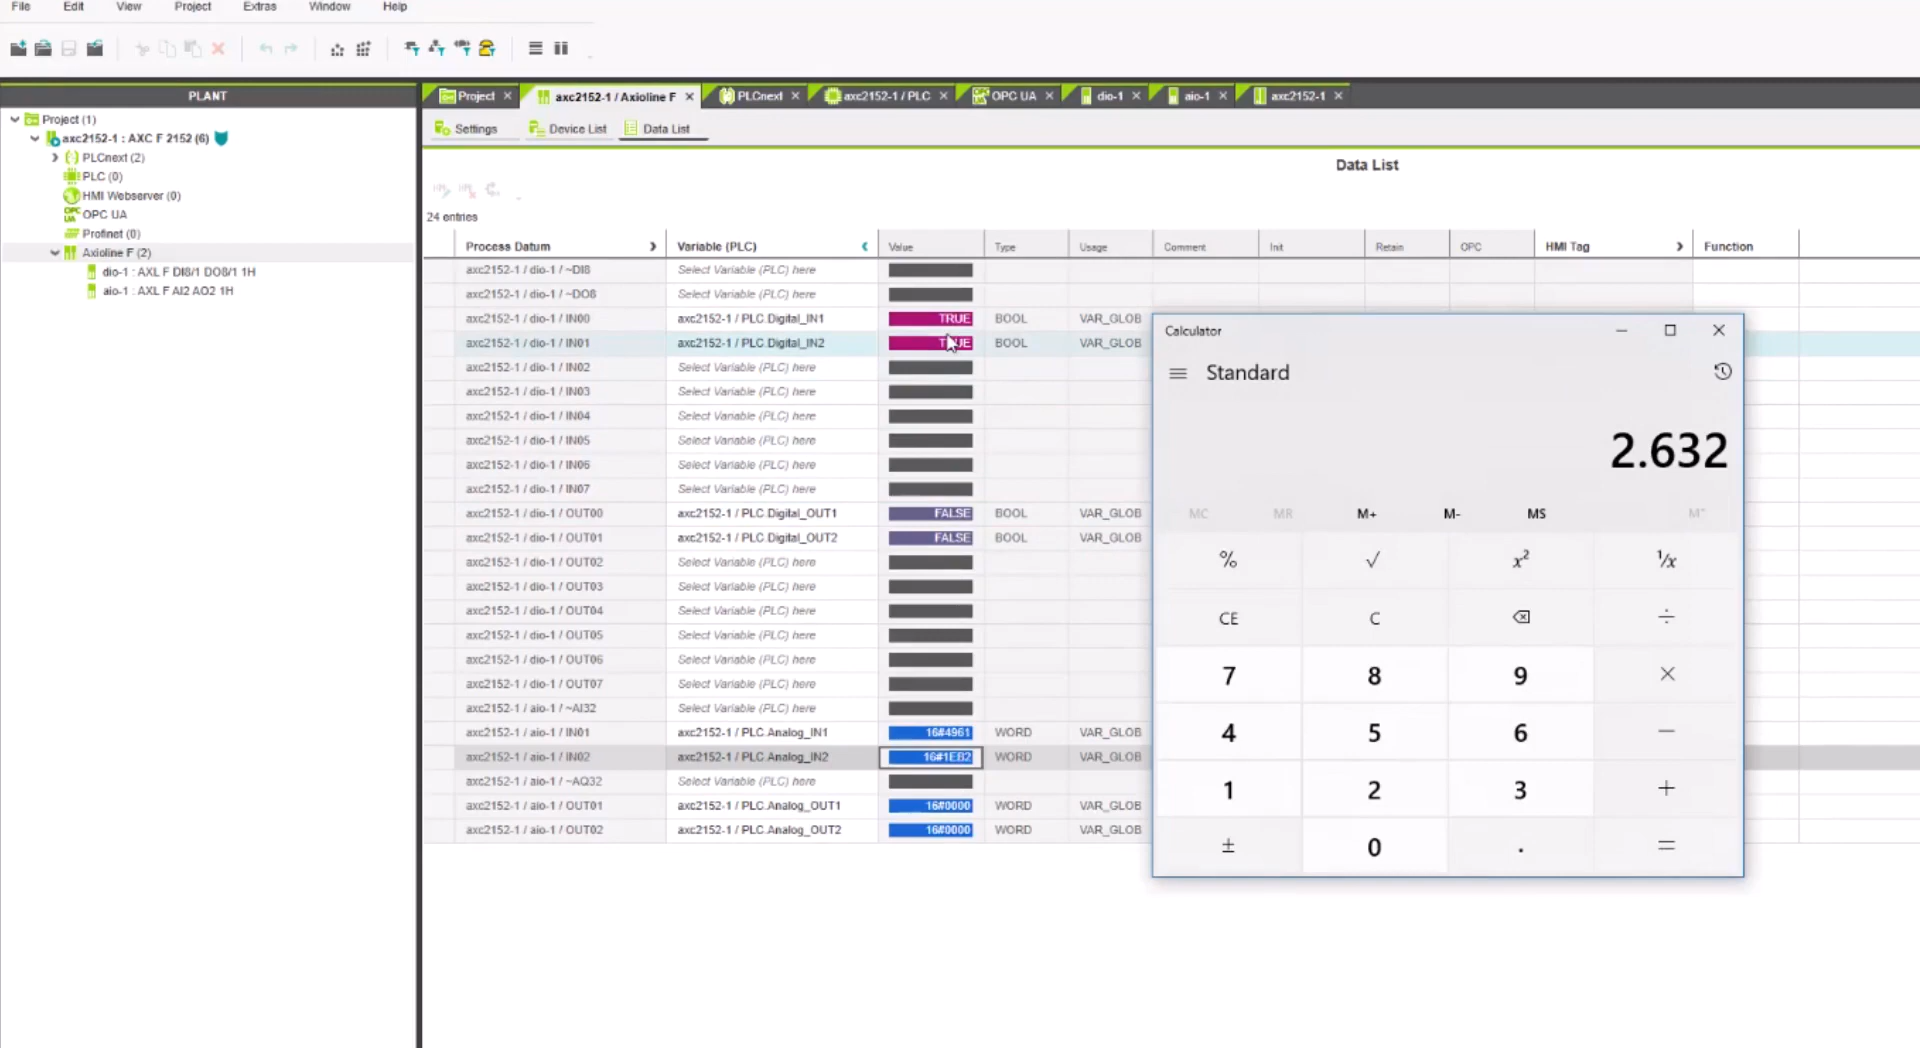 File Edit View Project Extras Window Help
PLANT
Project (1)
axc2152-1 : AXC F 2152 (6)
PLCnext (2)
PLC (0)
HMI Webserver (0)
OPC UA
Profinet (0)
Axioline F (2)
dio-1 : AXL F DI8/1 DO8/1 1H
aio-1 : AXL F AI2 AO2 1H
Project axc2152-1 / Axioline F PLCnext axc2152-1 / PLC OPC UA dio-1 aio-1 axc2152-1
Settings Device List Data List
Data List
24 entries
Process Datum Variable (PLC) Value Type Usage Comment Init Retain OPC HMI Tag Function
axc2152-1 / dio-1 / ~DI8 Select Variable (PLC) here
axc2152-1 / dio-1 / ~DO8 Select Variable (PLC) here
axc2152-1 / dio-1 / IN00 axc2152-1 / PLC.Digital_IN1 TRUE BOOL VAR_GLOB
axc2152-1 / dio-1 / IN01 axc2152-1 / PLC.Digital_IN2 TRUE BOOL VAR_GLOB
axc2152-1 / dio-1 / IN02 Select Variable (PLC) here
axc2152-1 / dio-1 / IN03 Select Variable (PLC) here
axc2152-1 / dio-1 / IN04 Select Variable (PLC) here
axc2152-1 / dio-1 / IN05 Select Variable (PLC) here
axc2152-1 / dio-1 / IN06 Select Variable (PLC) here
axc2152-1 / dio-1 / IN07 Select Variable (PLC) here
axc2152-1 / dio-1 / OUT00 axc2152-1 / PLC.Digital_OUT1 FALSE BOOL VAR_GLOB
axc2152-1 / dio-1 / OUT01 axc2152-1 / PLC.Digital_OUT2 FALSE BOOL VAR_GLOB
axc2152-1 / dio-1 / OUT02 Select Variable (PLC) here
axc2152-1 / dio-1 / OUT03 Select Variable (PLC) here
axc2152-1 / dio-1 / OUT04 Select Variable (PLC) here
axc2152-1 / dio-1 / OUT05 Select Variable (PLC) here
axc2152-1 / dio-1 / OUT06 Select Variable (PLC) here
axc2152-1 / dio-1 / OUT07 Select Variable (PLC) here
axc2152-1 / aio-1 / ~AI32 Select Variable (PLC) here
axc2152-1 / aio-1 / IN01 axc2152-1 / PLC.Analog_IN1 16#4961 WORD VAR_GLOB
axc2152-1 / aio-1 / IN02 axc2152-1 / PLC.Analog_IN2 16#1EB2 WORD VAR_GLOB
axc2152-1 / aio-1 / ~AQ32 Select Variable (PLC) here
axc2152-1 / aio-1 / OUT01 axc2152-1 / PLC.Analog_OUT1 16#0000 WORD VAR_GLOB
axc2152-1 / aio-1 / OUT02 axc2152-1 / PLC.Analog_OUT2 16#0000 WORD VAR_GLOB
Calculator
Standard
2.632
MC MR M+ M- MS
% √ x² ¹/x
CE C ÷
7 8 9 ×
4 5 6 −
1 2 3 +
± 0 . =